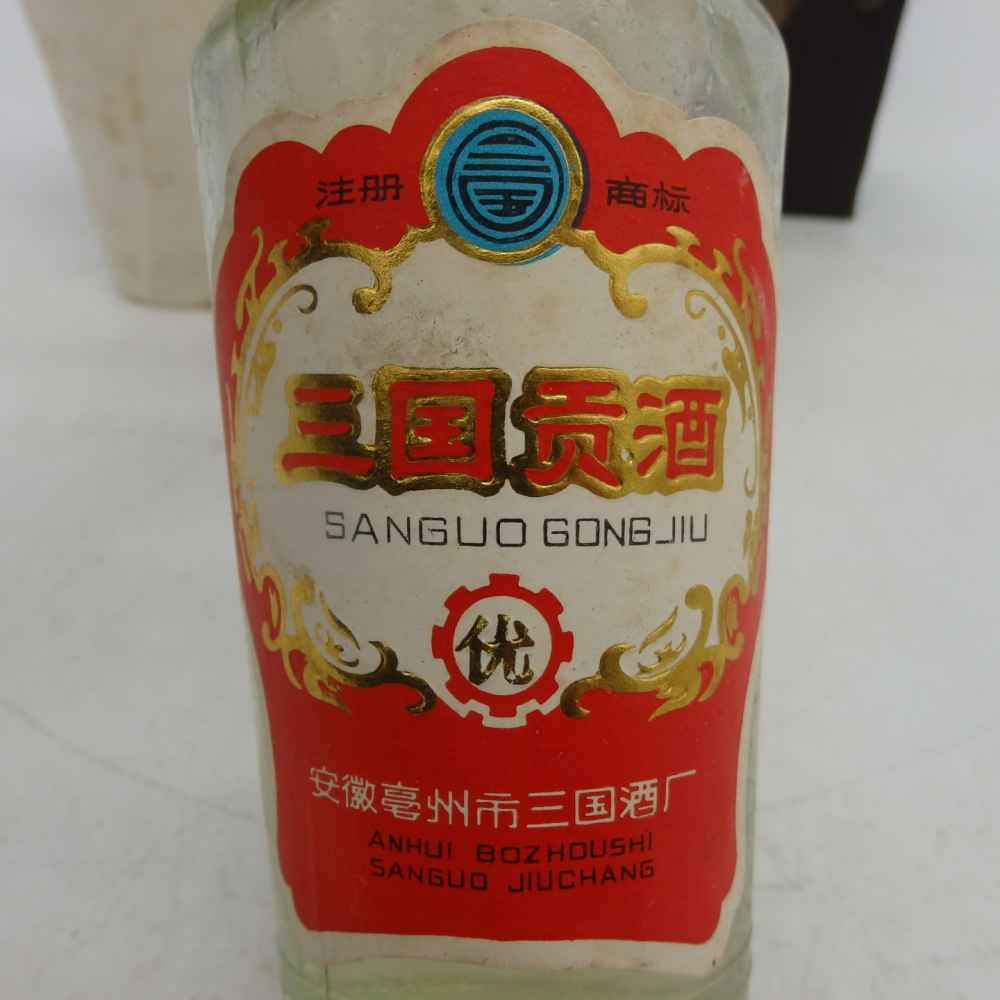 注册 商标
三国贡酒
SANGUO GONGJIU
优
安徽亳州市三国酒厂
ANHUI BOZHOUSHI
SANGUO JIUCHANG